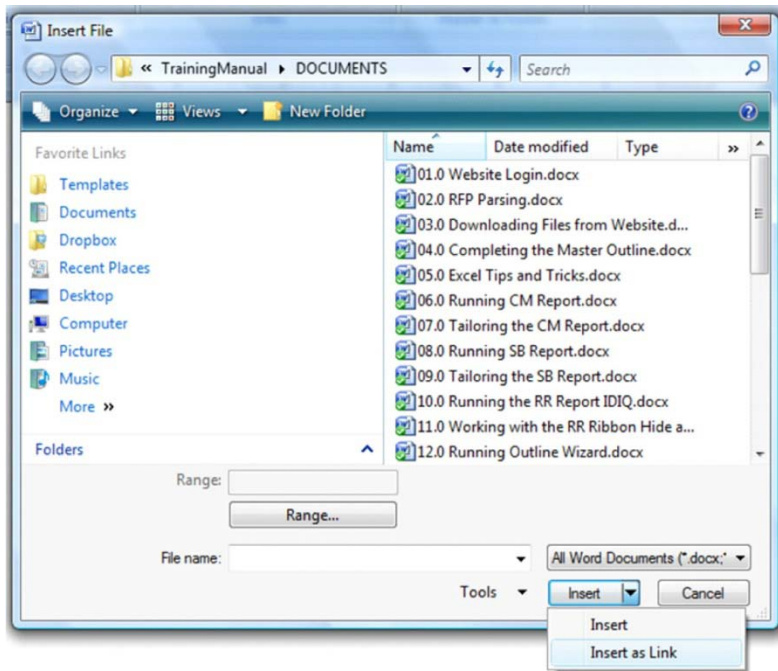 Insert File
« TrainingManual DOCUMENTS
Search
Organize Views New Folder
Favorite Links
Templates
Documents
Dropbox
Recent Places
Desktop
Computer
Pictures
Music
More »
Folders
Name Date modified Type »
01.0 Website Login.docx
02.0 RFP Parsing.docx
03.0 Downloading Files from Website.d...
04.0 Completing the Master Outline.docx
05.0 Excel Tips and Tricks.docx
06.0 Running CM Report.docx
07.0 Tailoring the CM Report.docx
08.0 Running SB Report.docx
09.0 Tailoring the SB Report.docx
10.0 Running the RR Report IDIQ.docx
11.0 Working with the RR Ribbon Hide a...
12.0 Running Outline Wizard.docx
Range:
Range...
File name: All Word Documents (*.docx;*
Tools Insert Cancel
Insert
Insert as Link